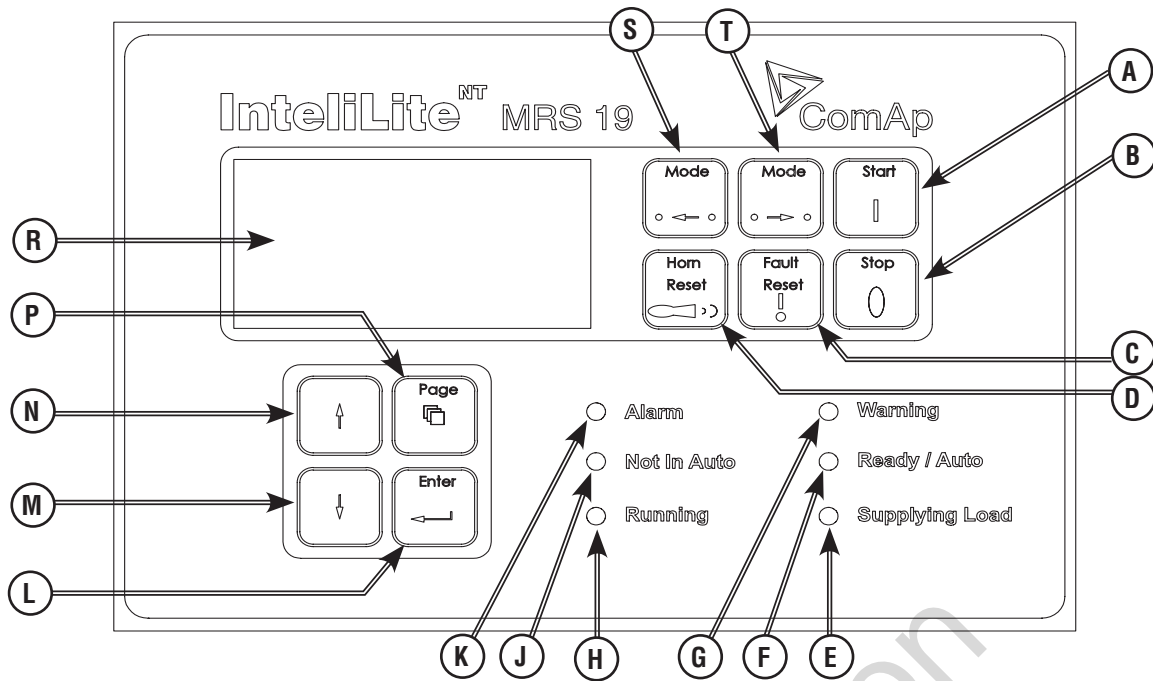 S T
InteliLite NT MRS 19 ComAp
A
Mode Mode Start
B
R
Horn Reset Fault Reset Stop
P
C
D
N
Page
Alarm Warning
Not In Auto Ready / Auto
M
Enter
Running Supplying Load
L
K J H G F E